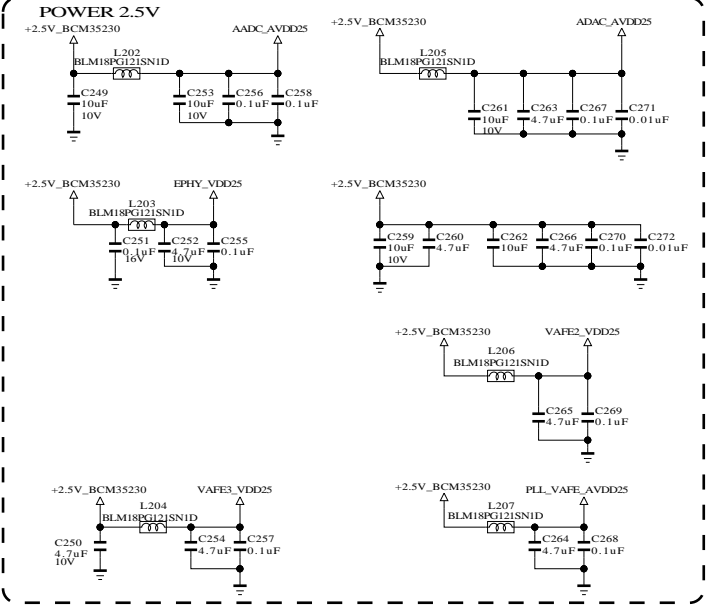 POWER 2.5V
+2.5V_BCM35230
AADC_AVDD25
L202
BLM18PG121SN1D
C249
10uF
10V
C253
10uF
10V
C256
0.1uF
C258
0.1uF
+2.5V_BCM35230
ADAC_AVDD25
L205
BLM18PG121SN1D
C261
10uF
10V
C263
4.7uF
C267
0.1uF
C271
0.01uF
+2.5V_BCM35230
EPHY_VDD25
L203
BLM18PG121SN1D
C251
0.1uF
16V
C252
4.7uF
10V
C255
0.1uF
+2.5V_BCM35230
C259
10uF
10V
C260
4.7uF
C262
10uF
C266
4.7uF
C270
0.1uF
C272
0.01uF
+2.5V_BCM35230
VAFE2_VDD25
L206
BLM18PG121SN1D
C265
4.7uF
C269
0.1uF
+2.5V_BCM35230
VAFE3_VDD25
L204
BLM18PG121SN1D
C250
4.7uF
10V
C254
4.7uF
C257
0.1uF
+2.5V_BCM35230
PLL_VAFE_AVDD25
L207
BLM18PG121SN1D
C264
4.7uF
C268
0.1uF